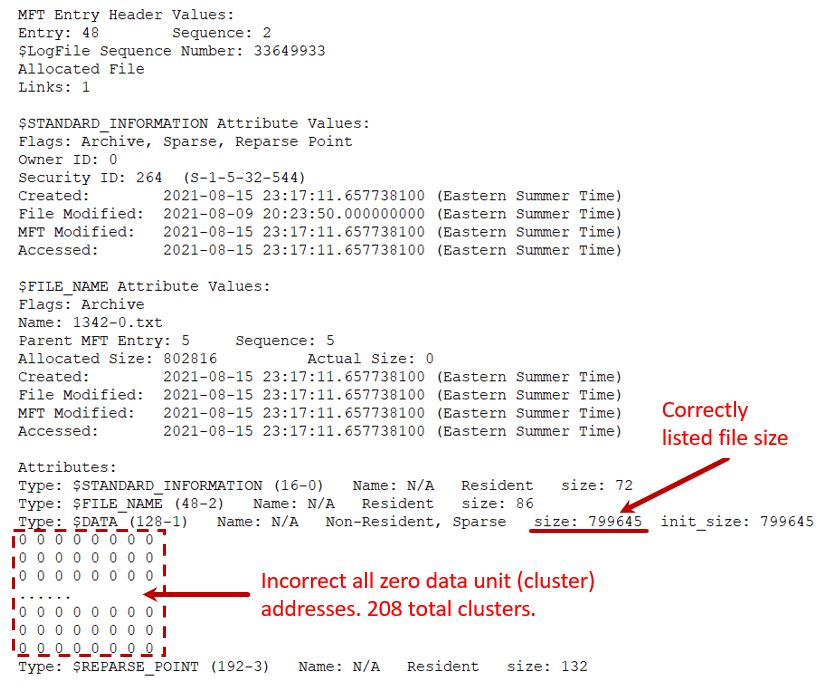 MFT Entry Header Values:
Entry: 48        Sequence: 2
$LogFile Sequence Number: 33649933
Allocated File
Links: 1

$STANDARD_INFORMATION Attribute Values:
Flags: Archive, Sparse, Reparse Point
Owner ID: 0
Security ID: 264  (S-1-5-32-544)
Created:        2021-08-15 23:17:11.657738100 (Eastern Summer Time)
File Modified:  2021-08-09 20:23:50.000000000 (Eastern Summer Time)
MFT Modified:   2021-08-15 23:17:11.657738100 (Eastern Summer Time)
Accessed:       2021-08-15 23:17:11.657738100 (Eastern Summer Time)

$FILE_NAME Attribute Values:
Flags: Archive
Name: 1342-0.txt
Parent MFT Entry: 5     Sequence: 5
Allocated Size: 802816          Actual Size: 0
Created:        2021-08-15 23:17:11.657738100 (Eastern Summer Time)
File Modified:  2021-08-15 23:17:11.657738100 (Eastern Summer Time)
MFT Modified:   2021-08-15 23:17:11.657738100 (Eastern Summer Time)
Accessed:       2021-08-15 23:17:11.657738100 (Eastern Summer Time)
Correctly
listed file size

Attributes:
Type: $STANDARD_INFORMATION (16-0)   Name: N/A   Resident   size: 72
Type: $FILE_NAME (48-2)   Name: N/A   Resident   size: 86
Type: $DATA (128-1)   Name: N/A   Non-Resident, Sparse   size: 799645  init_size: 799645
0 0 0 0 0 0 0 0
0 0 0 0 0 0 0 0
0 0 0 0 0 0 0 0
......
0 0 0 0 0 0 0 0
0 0 0 0 0 0 0 0
0 0 0 0 0 0 0 0
Incorrect all zero data unit (cluster)
addresses. 208 total clusters.
Type: $REPARSE_POINT (192-3)   Name: N/A   Resident   size: 132